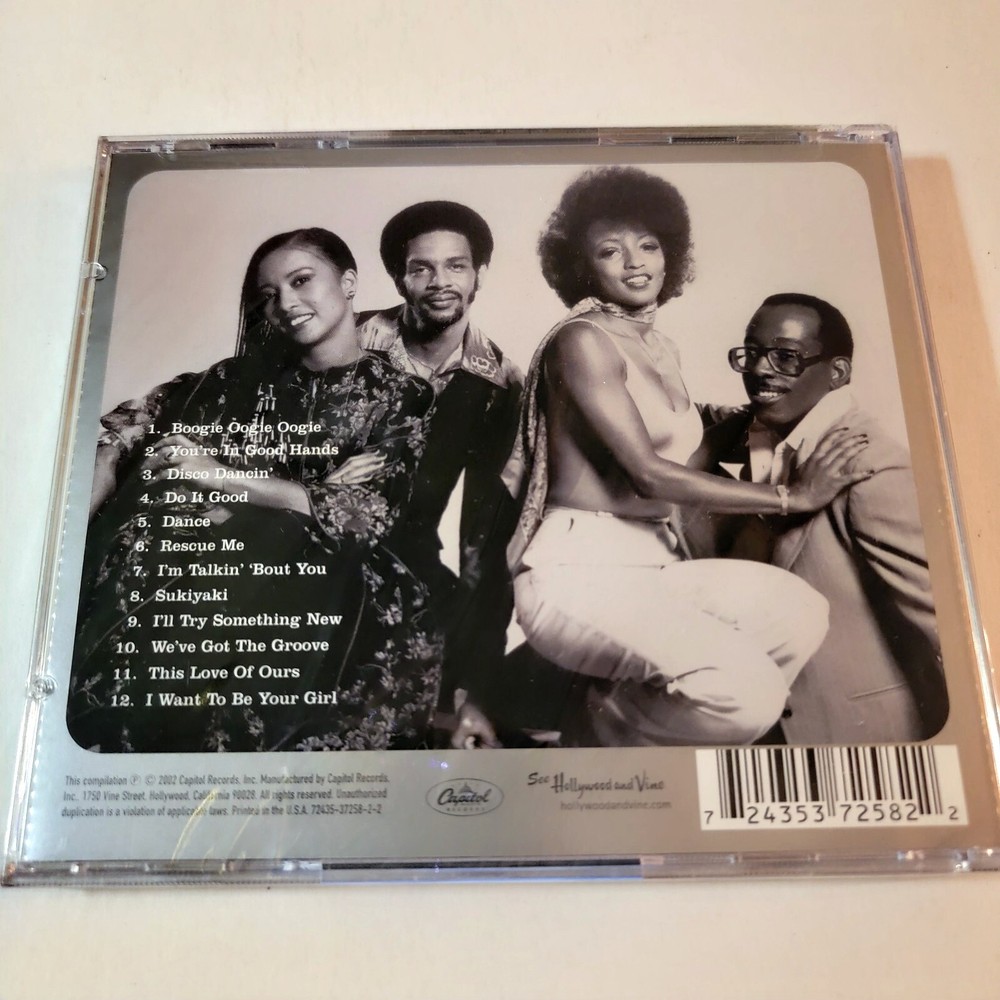 1. Boogie Oogie Oogie
2. You're In Good Hands
3. Disco Dancin'
4. Do It Good
5. Dance
6. Rescue Me
7. I'm Talkin' 'Bout You
8. Sukiyaki
9. I'll Try Something New
10. We've Got The Groove
11. This Love Of Ours
12. I Want To Be Your Girl
This compilation ℗ © 2002 Capitol Records, Inc. Manufactured by Capitol Records,
Inc. 1750 Vine Street, Hollywood, California 90028. All rights reserved. Unauthorized
duplication is a violation of applicable laws. Printed in the U.S.A. 72435-37258-2-2
Capitol
RECORDS
See Hollywood and Vine
hollywoodandvine.com
7 24353 72582 2